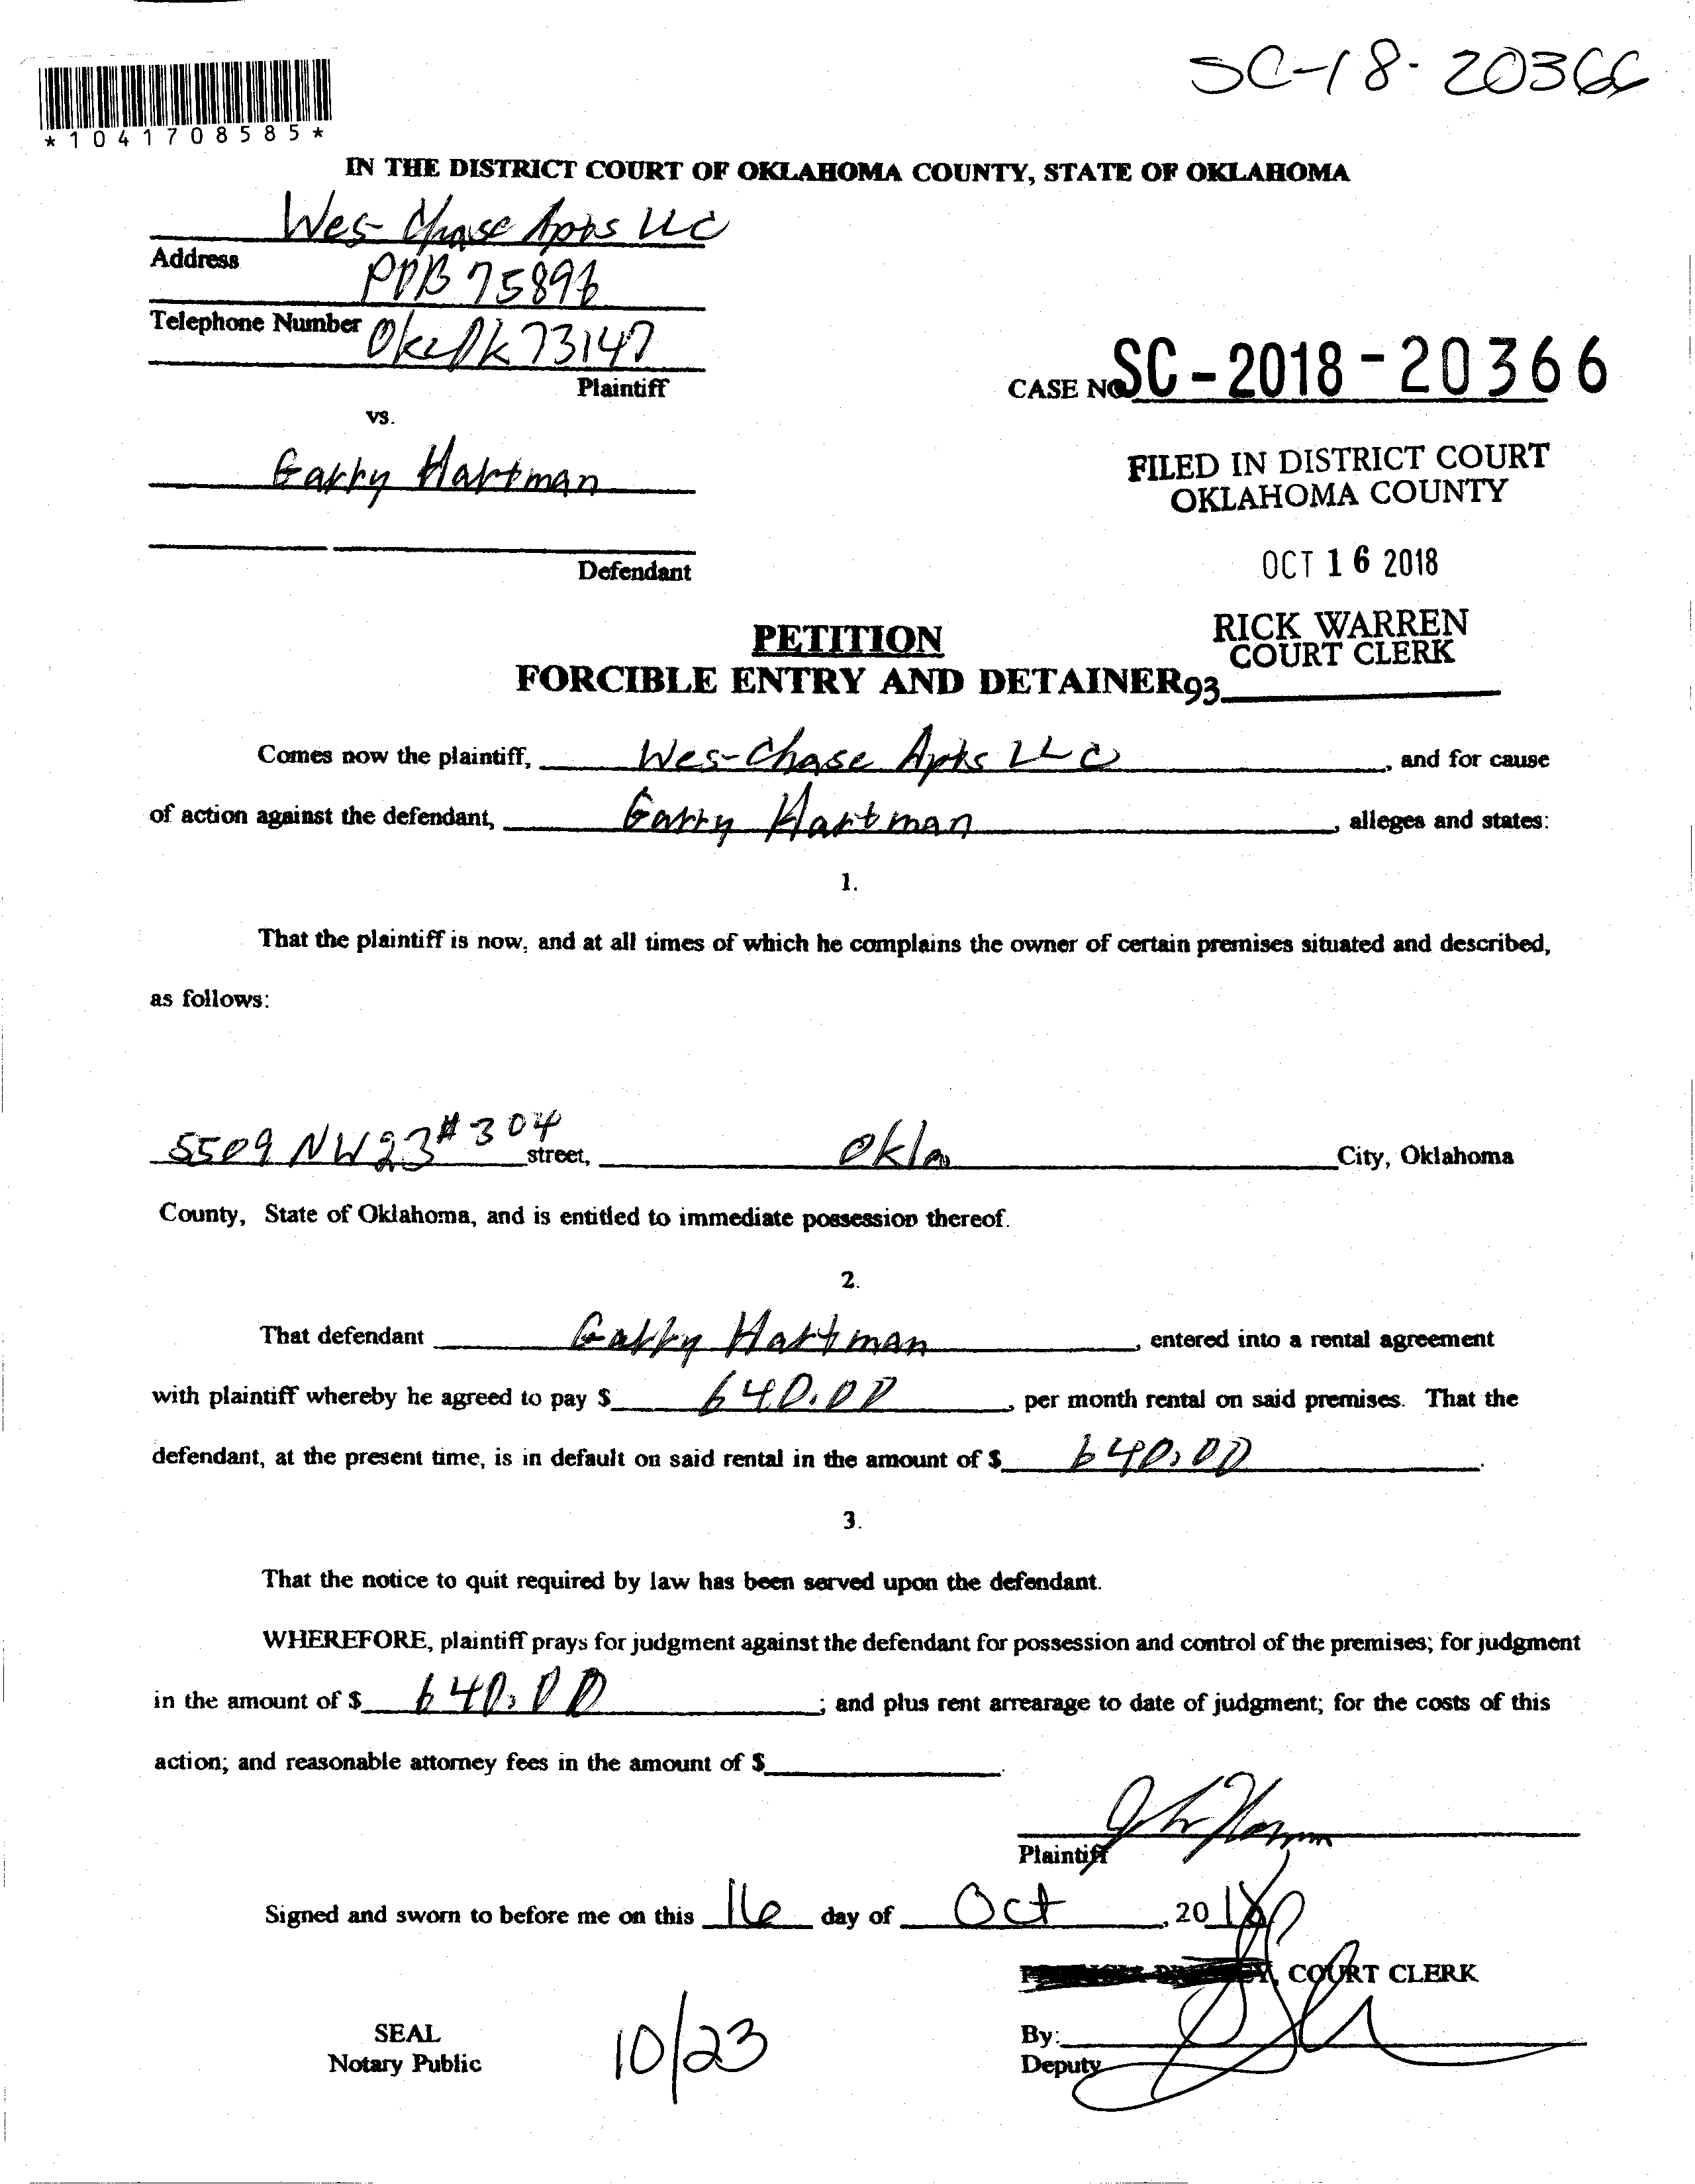 SC-18-20366
*1041708585*
IN THE DISTRICT COURT OF OKLAHOMA COUNTY, STATE OF OKLAHOMA
Wes-Chase Apts LLC
Address
POB 75896
Telephone Number
Okc Ok 73147
Plaintiff
CASE NO SC-2018-20366
vs.
Garry Hartman
FILED IN DISTRICT COURT
OKLAHOMA COUNTY
Defendant
OCT 16 2018
RICK WARREN
COURT CLERK
PETITION
FORCIBLE ENTRY AND DETAINER 93
Comes now the plaintiff, Wes-Chase Apts LLC, and for cause
of action against the defendant, Garry Hartman, alleges and states:
1.
That the plaintiff is now, and at all times of which he complains the owner of certain premises situated and described,
as follows:
5509 NW 23 #304 street, Okla City, Oklahoma
County, State of Oklahoma, and is entitled to immediate possession thereof.
2.
That defendant Garry Hartman, entered into a rental agreement
with plaintiff whereby he agreed to pay $ 640.00, per month rental on said premises. That the
defendant, at the present time, is in default on said rental in the amount of $ 640.00.
3.
That the notice to quit required by law has been served upon the defendant.
WHEREFORE, plaintiff prays for judgment against the defendant for possession and control of the premises; for judgment
in the amount of $ 640.00; and plus rent arrearage to date of judgment; for the costs of this
action; and reasonable attorney fees in the amount of $.
Plaintiff
Signed and sworn to before me on this 16 day of Oct, 2018
COURT CLERK
SEAL
Notary Public
10/23
By:
Deputy